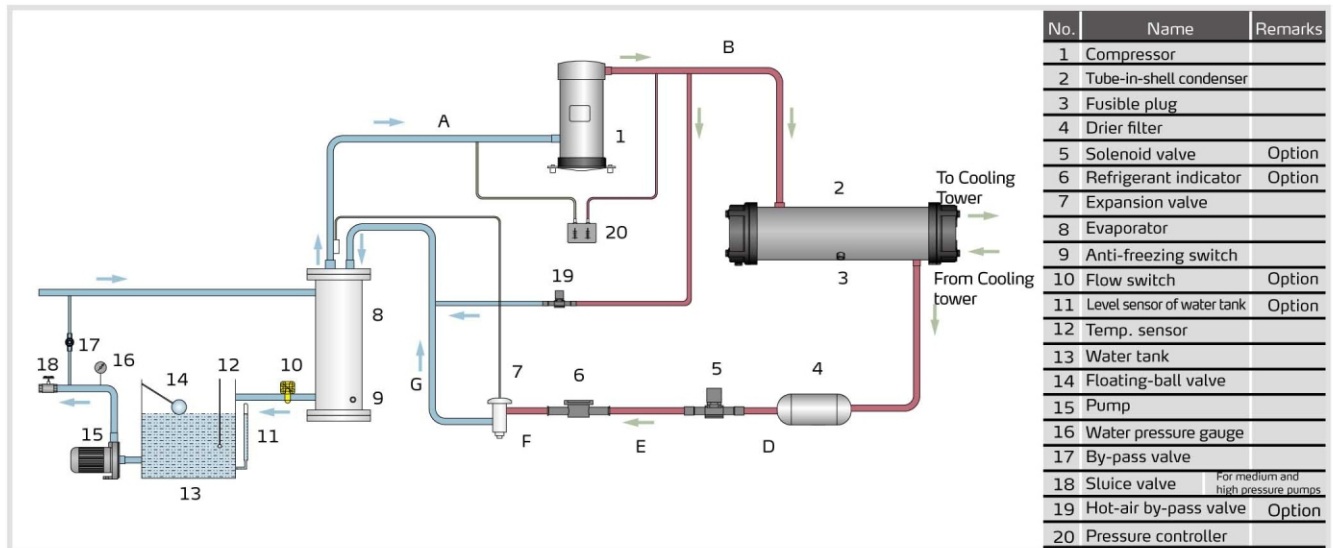 B
A
1
2
To Cooling
Tower
20
3
From Cooling
tower
19
8
17
16
18
12
10
14
7
6
5
4
G
9
11
15
F
E
D
13
No. Name Remarks
1 Compressor
2 Tube-in-shell condenser
3 Fusible plug
4 Drier filter
5 Solenoid valve Option
6 Refrigerant indicator Option
7 Expansion valve
8 Evaporator
9 Anti-freezing switch
10 Flow switch Option
11 Level sensor of water tank Option
12 Temp. sensor
13 Water tank
14 Floating-ball valve
15 Pump
16 Water pressure gauge
17 By-pass valve
18 Sluice valve For medium and
high pressure pumps
19 Hot-air by-pass valve Option
20 Pressure controller